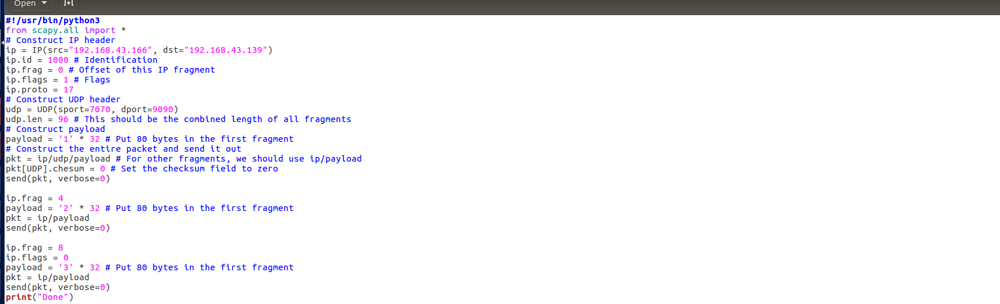 Open
#!/usr/bin/python3
from scapy.all import *
# Construct IP header
ip = IP(src="192.168.43.166", dst="192.168.43.139")
ip.id = 1000 # Identification
ip.frag = 0 # Offset of this IP fragment
ip.flags = 1 # Flags
ip.proto = 17
# Construct UDP header
udp = UDP(sport=7070, dport=9090)
udp.len = 96 # This should be the combined length of all fragments
# Construct payload
payload = '1' * 32 # Put 80 bytes in the first fragment
# Construct the entire packet and send it out
pkt = ip/udp/payload # For other fragments, we should use ip/payload
pkt[UDP].chesum = 0 # Set the checksum field to zero
send(pkt, verbose=0)
ip.frag = 4
payload = '2' * 32 # Put 80 bytes in the first fragment
pkt = ip/payload
send(pkt, verbose=0)
ip.frag = 8
ip.flags = 0
payload = '3' * 32 # Put 80 bytes in the first fragment
pkt = ip/payload
send(pkt, verbose=0)
print("Done")